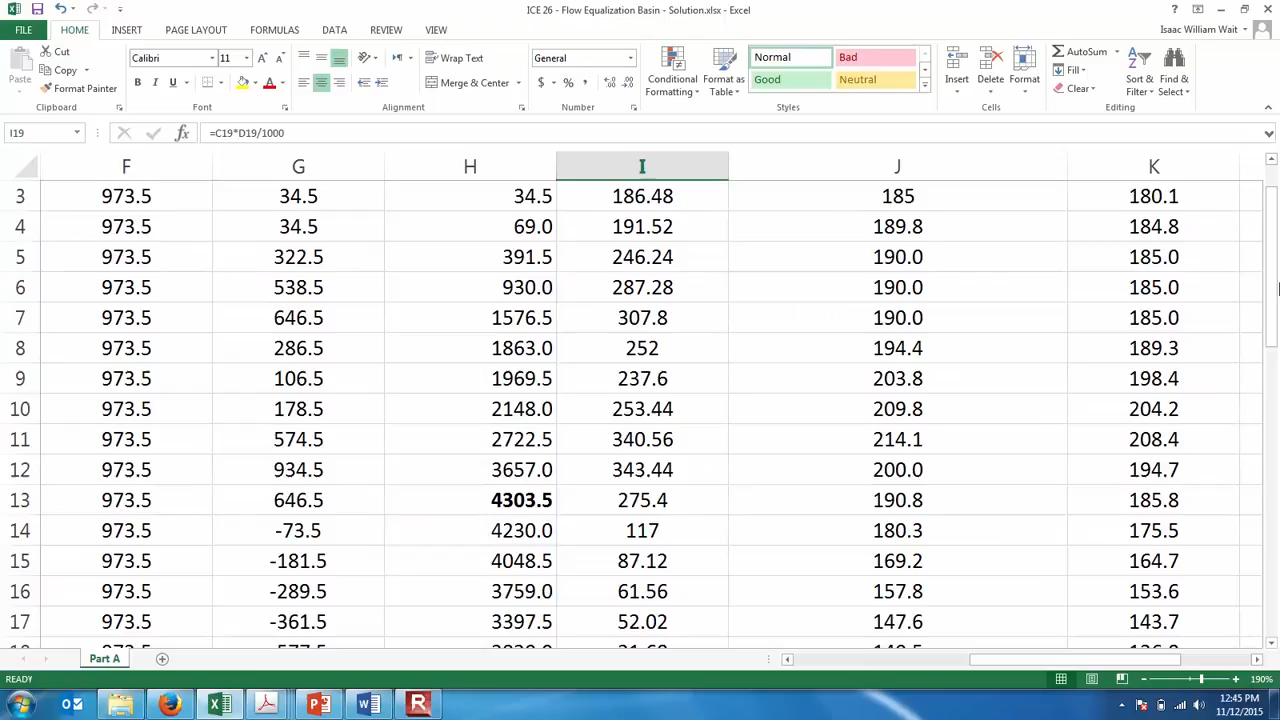 ICE 26 - Flow Equalization Basin - Solution.xlsx - Excel
FILE HOME INSERT PAGE LAYOUT FORMULAS DATA REVIEW VIEW Isaac William Wait
Paste Cut Copy Format Painter Clipboard
Calibri 11 B I U A Font
Wrap Text Merge & Center Alignment
General $ % , Number
Conditional Formatting Format as Table Normal Bad Good Neutral Styles
Insert Delete Format Cells
AutoSum Fill Clear Sort & Filter Find & Select Editing
I19 fx =C19*D19/1000
F G H I J K
3 973.5 34.5 34.5 186.48 185 180.1
4 973.5 34.5 69.0 191.52 189.8 184.8
5 973.5 322.5 391.5 246.24 190.0 185.0
6 973.5 538.5 930.0 287.28 190.0 185.0
7 973.5 646.5 1576.5 307.8 190.0 185.0
8 973.5 286.5 1863.0 252 194.4 189.3
9 973.5 106.5 1969.5 237.6 203.8 198.4
10 973.5 178.5 2148.0 253.44 209.8 204.2
11 973.5 574.5 2722.5 340.56 214.1 208.4
12 973.5 934.5 3657.0 343.44 200.0 194.7
13 973.5 646.5 4303.5 275.4 190.8 185.8
14 973.5 -73.5 4230.0 117 180.3 175.5
15 973.5 -181.5 4048.5 87.12 169.2 164.7
16 973.5 -289.5 3759.0 61.56 157.8 153.6
17 973.5 -361.5 3397.5 52.02 147.6 143.7
Part A
READY 190%
12:45 PM
11/12/2015